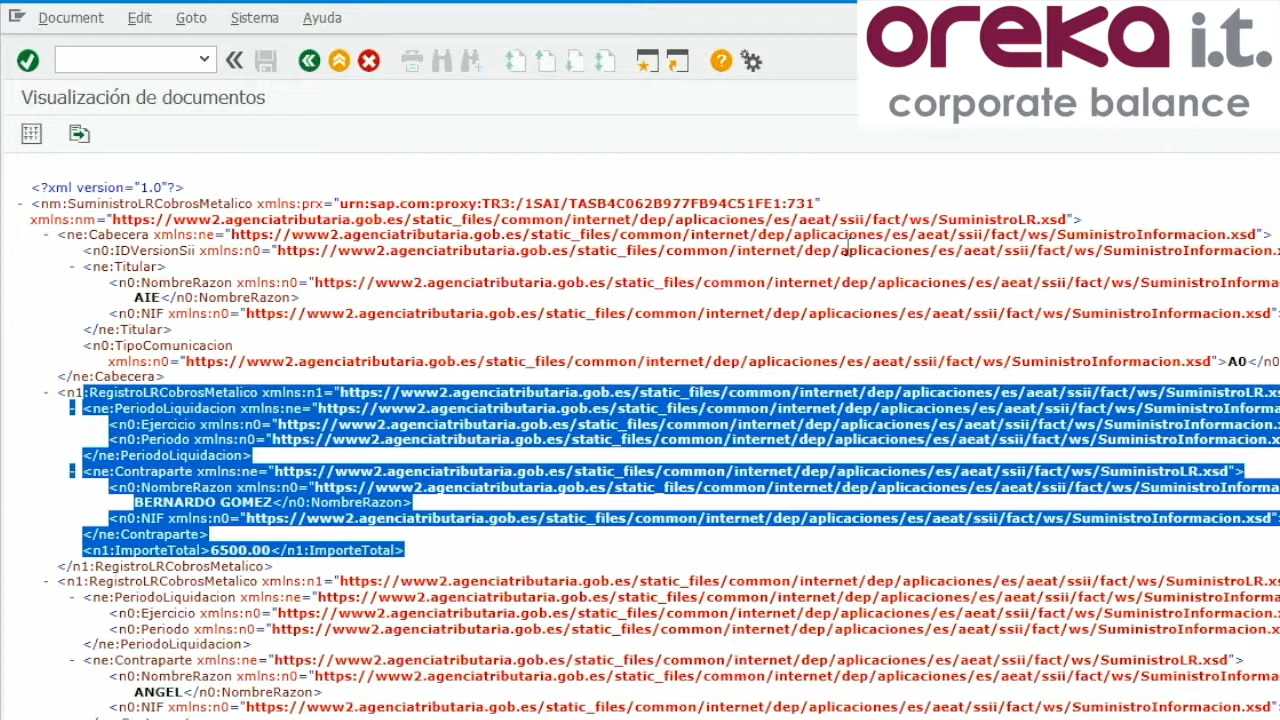 Document Edit Goto Sistema Ayuda
oreka i.t.
corporate balance
Visualización de documentos
<?xml version="1.0"?>
- <nm:SuministroLRCobrosMetalico xmlns:prx="urn:sap.com:proxy:TR3:/1SAI/TASB4C062B977FB94C51FE1:731"
xmlns:nm="https://www2.agenciatributaria.gob.es/static_files/common/internet/dep/aplicaciones/es/aeat/ssii/fact/ws/SuministroLR.xsd">
- <ne:Cabecera xmlns:ne="https://www2.agenciatributaria.gob.es/static_files/common/internet/dep/aplicaciones/es/aeat/ssii/fact/ws/SuministroInformacion.xsd">
<n0:IDVersionSii xmlns:n0="https://www2.agenciatributaria.gob.es/static_files/common/internet/dep/aplicaciones/es/aeat/ssii/fact/ws/SuministroInformacion.x
- <ne:Titular>
<n0:NombreRazon xmlns:n0="https://www2.agenciatributaria.gob.es/static_files/common/internet/dep/aplicaciones/es/aeat/ssii/fact/ws/SuministroInforma
AIE</n0:NombreRazon>
<n0:NIF xmlns:n0="https://www2.agenciatributaria.gob.es/static_files/common/internet/dep/aplicaciones/es/aeat/ssii/fact/ws/SuministroInformacion.xsd"
</ne:Titular>
<n0:TipoComunicacion
xmlns:n0="https://www2.agenciatributaria.gob.es/static_files/common/internet/dep/aplicaciones/es/aeat/ssii/fact/ws/SuministroInformacion.xsd">A0</n0
</ne:Cabecera>
- <n1:RegistroLRCobrosMetalico xmlns:n1="https://www2.agenciatributaria.gob.es/static_files/common/internet/dep/aplicaciones/es/aeat/ssii/fact/ws/SuministroLR.xs
- <ne:PeriodoLiquidacion xmlns:ne="https://www2.agenciatributaria.gob.es/static_files/common/internet/dep/aplicaciones/es/aeat/ssii/fact/ws/SuministroInforma
<n0:Ejercicio xmlns:n0="https://www2.agenciatributaria.gob.es/static_files/common/internet/dep/aplicaciones/es/aeat/ssii/fact/ws/SuministroInformacion.
<n0:Periodo xmlns:n0="https://www2.agenciatributaria.gob.es/static_files/common/internet/dep/aplicaciones/es/aeat/ssii/fact/ws/SuministroInformacion.x
</ne:PeriodoLiquidacion>
- <ne:Contraparte xmlns:ne="https://www2.agenciatributaria.gob.es/static_files/common/internet/dep/aplicaciones/es/aeat/ssii/fact/ws/SuministroLR.xsd">
<n0:NombreRazon xmlns:n0="https://www2.agenciatributaria.gob.es/static_files/common/internet/dep/aplicaciones/es/aeat/ssii/fact/ws/SuministroInforma
BERNARDO GOMEZ</n0:NombreRazon>
<n0:NIF xmlns:n0="https://www2.agenciatributaria.gob.es/static_files/common/internet/dep/aplicaciones/es/aeat/ssii/fact/ws/SuministroInformacion.xsd"
</ne:Contraparte>
<n1:ImporteTotal>6500.00</n1:ImporteTotal>
</n1:RegistroLRCobrosMetalico>
- <n1:RegistroLRCobrosMetalico xmlns:n1="https://www2.agenciatributaria.gob.es/static_files/common/internet/dep/aplicaciones/es/aeat/ssii/fact/ws/SuministroLR.xs
- <ne:PeriodoLiquidacion xmlns:ne="https://www2.agenciatributaria.gob.es/static_files/common/internet/dep/aplicaciones/es/aeat/ssii/fact/ws/SuministroInforma
<n0:Ejercicio xmlns:n0="https://www2.agenciatributaria.gob.es/static_files/common/internet/dep/aplicaciones/es/aeat/ssii/fact/ws/SuministroInformacion.
<n0:Periodo xmlns:n0="https://www2.agenciatributaria.gob.es/static_files/common/internet/dep/aplicaciones/es/aeat/ssii/fact/ws/SuministroInformacion.x
</ne:PeriodoLiquidacion>
- <ne:Contraparte xmlns:ne="https://www2.agenciatributaria.gob.es/static_files/common/internet/dep/aplicaciones/es/aeat/ssii/fact/ws/SuministroLR.xsd">
<n0:NombreRazon xmlns:n0="https://www2.agenciatributaria.gob.es/static_files/common/internet/dep/aplicaciones/es/aeat/ssii/fact/ws/SuministroInforma
ANGEL</n0:NombreRazon>
<n0:NIF xmlns:n0="https://www2.agenciatributaria.gob.es/static_files/common/internet/dep/aplicaciones/es/aeat/ssii/fact/ws/SuministroInformacion.xsd"